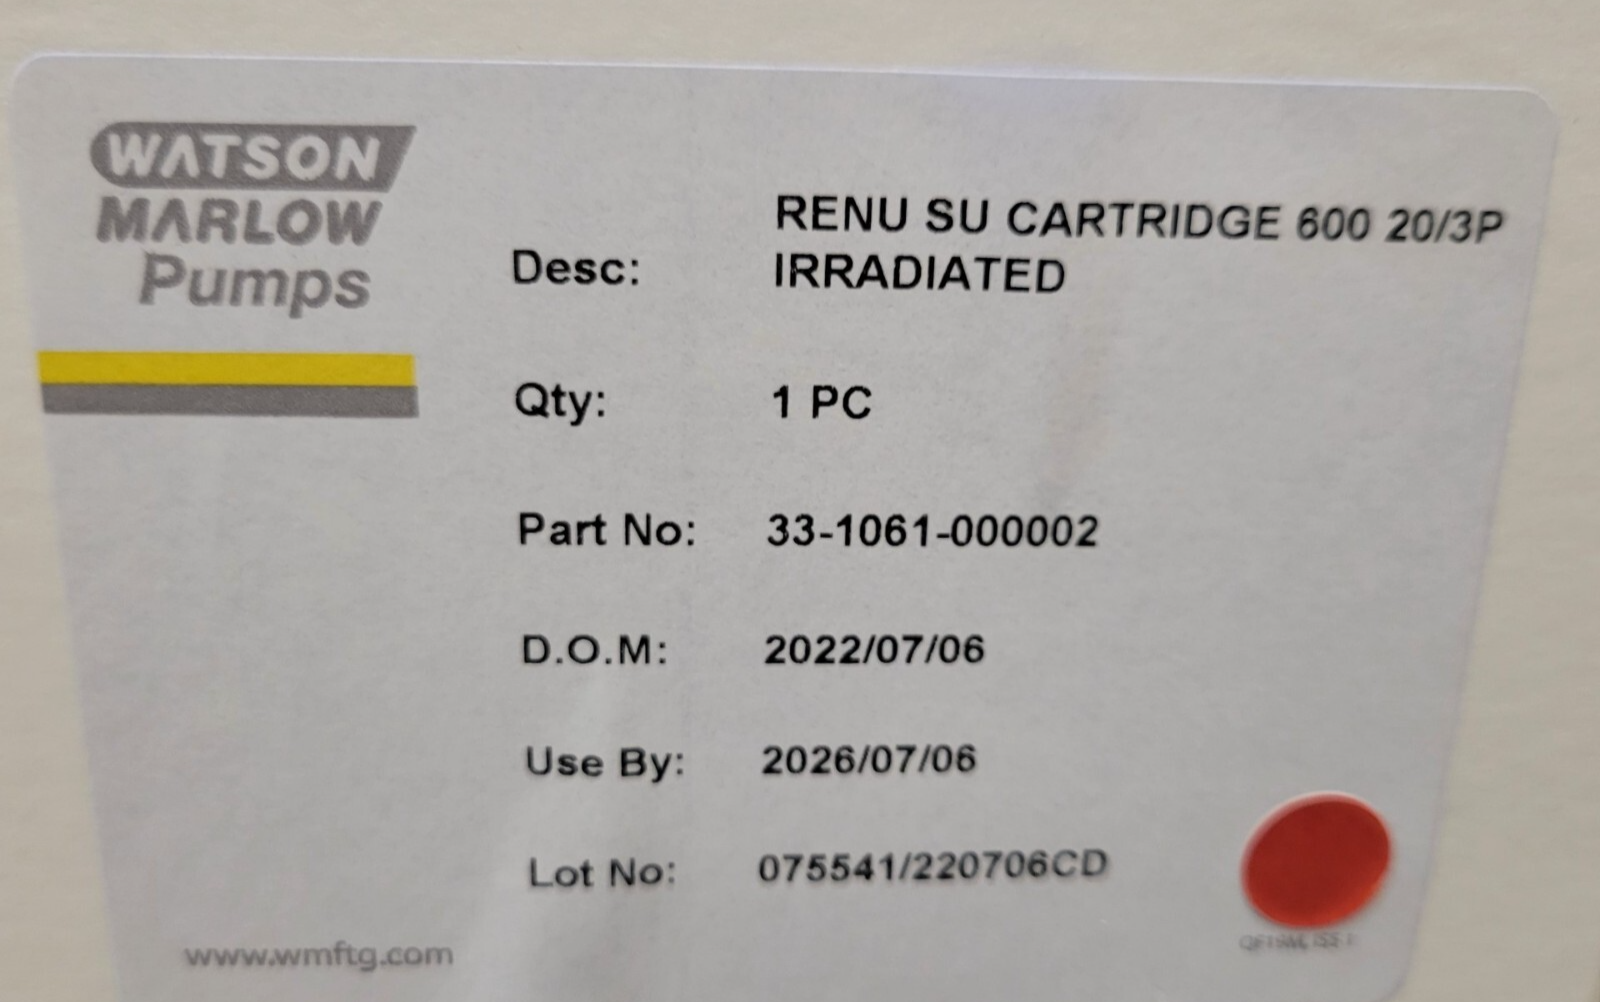 WATSON
MARLOW
Pumps
Desc: RENU SU CARTRIDGE 600 20/3P
IRRADIATED
Qty: 1 PC
Part No: 33-1061-000002
D.O.M: 2022/07/06
Use By: 2026/07/06
Lot No: 075541/220706CD
www.wmftg.com